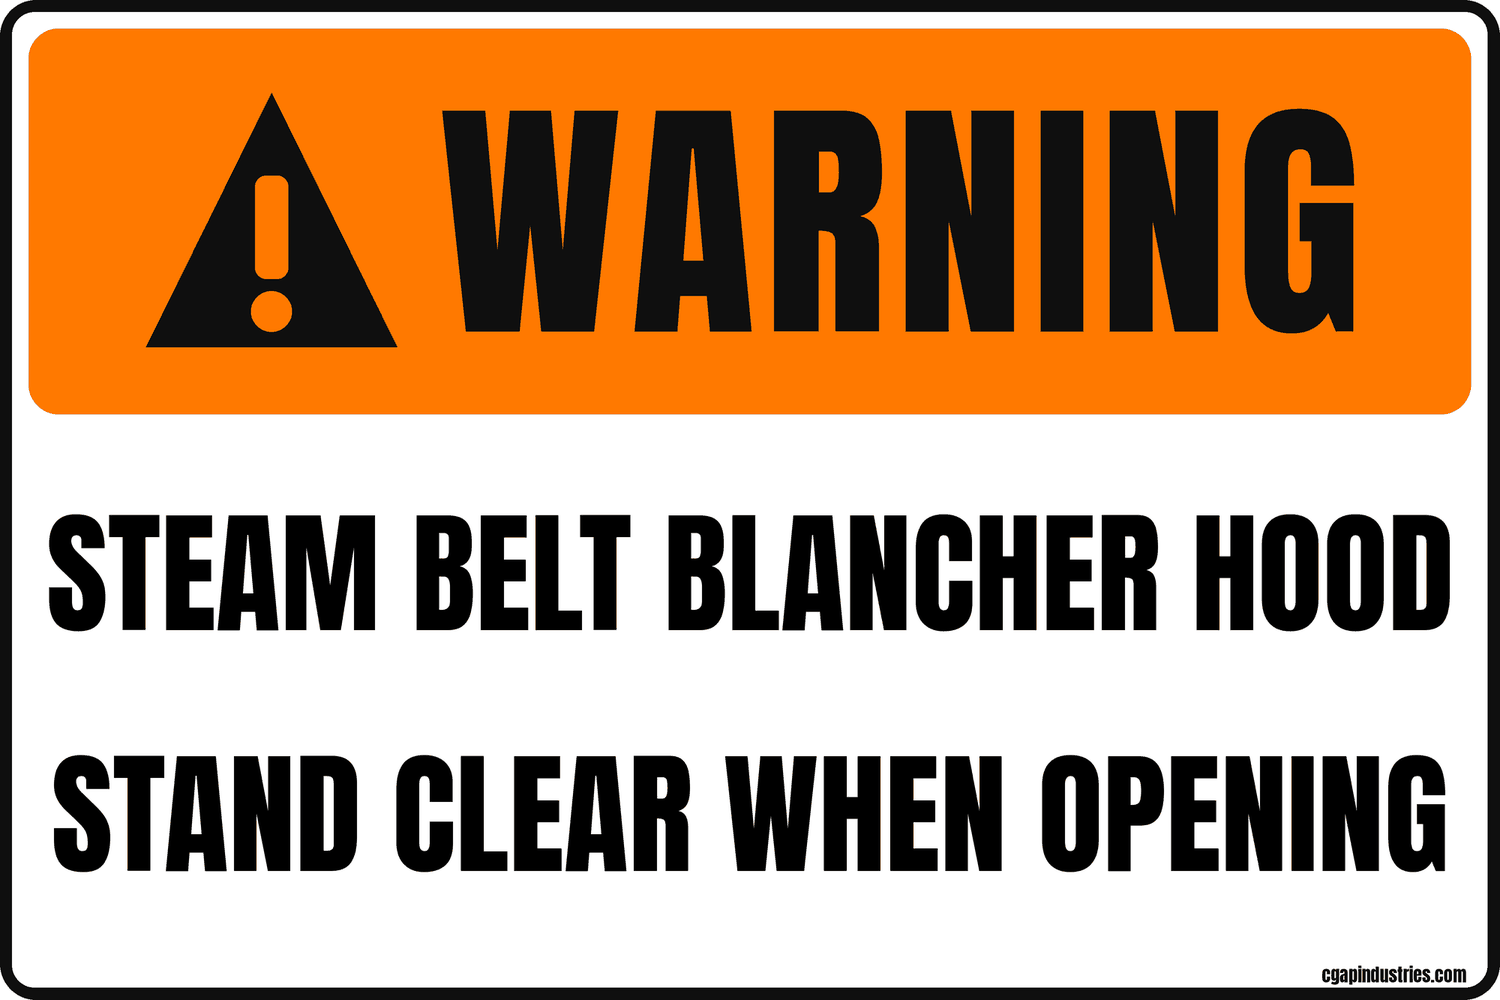 WARNING
STEAM BELT BLANCHER HOOD
STAND CLEAR WHEN OPENING
cgapindustries.com